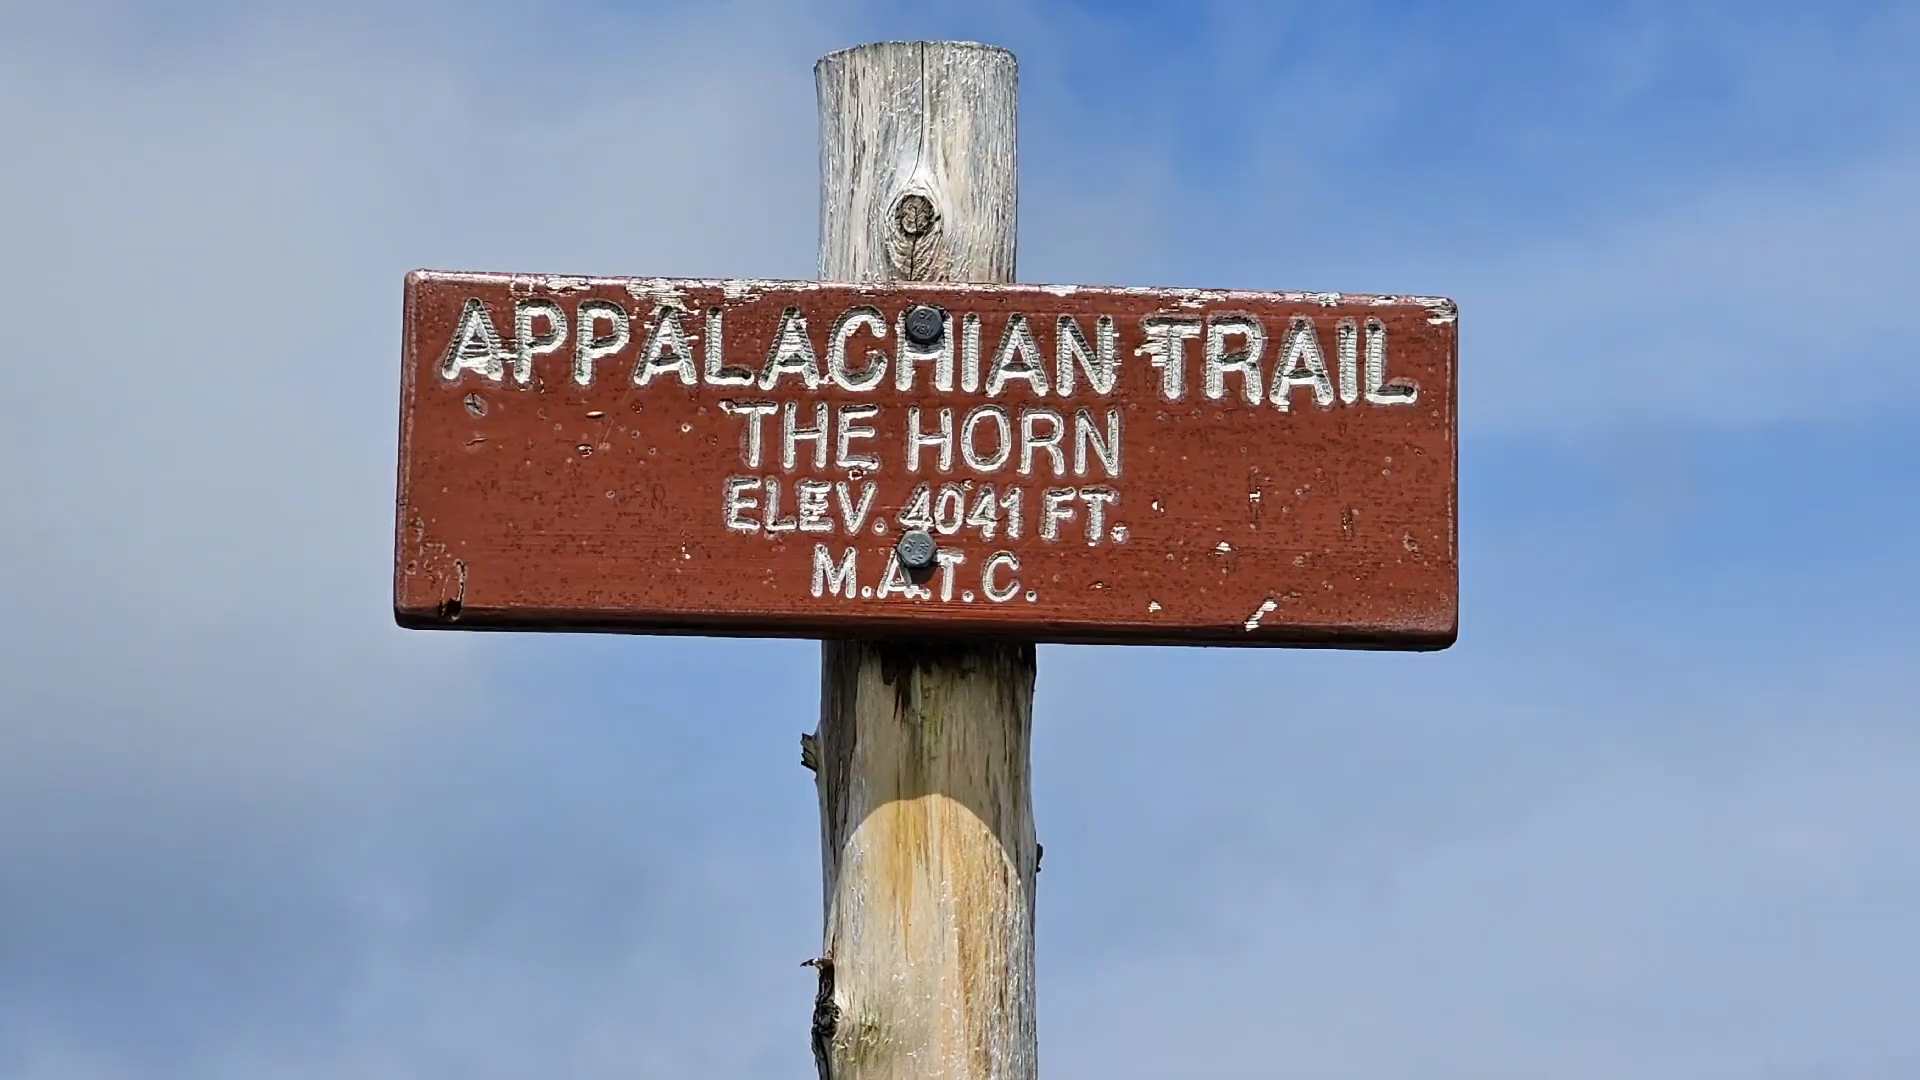 APPALACHIAN TRAIL
THE HORN
ELEV. 4041 FT.
M.A.T.C.